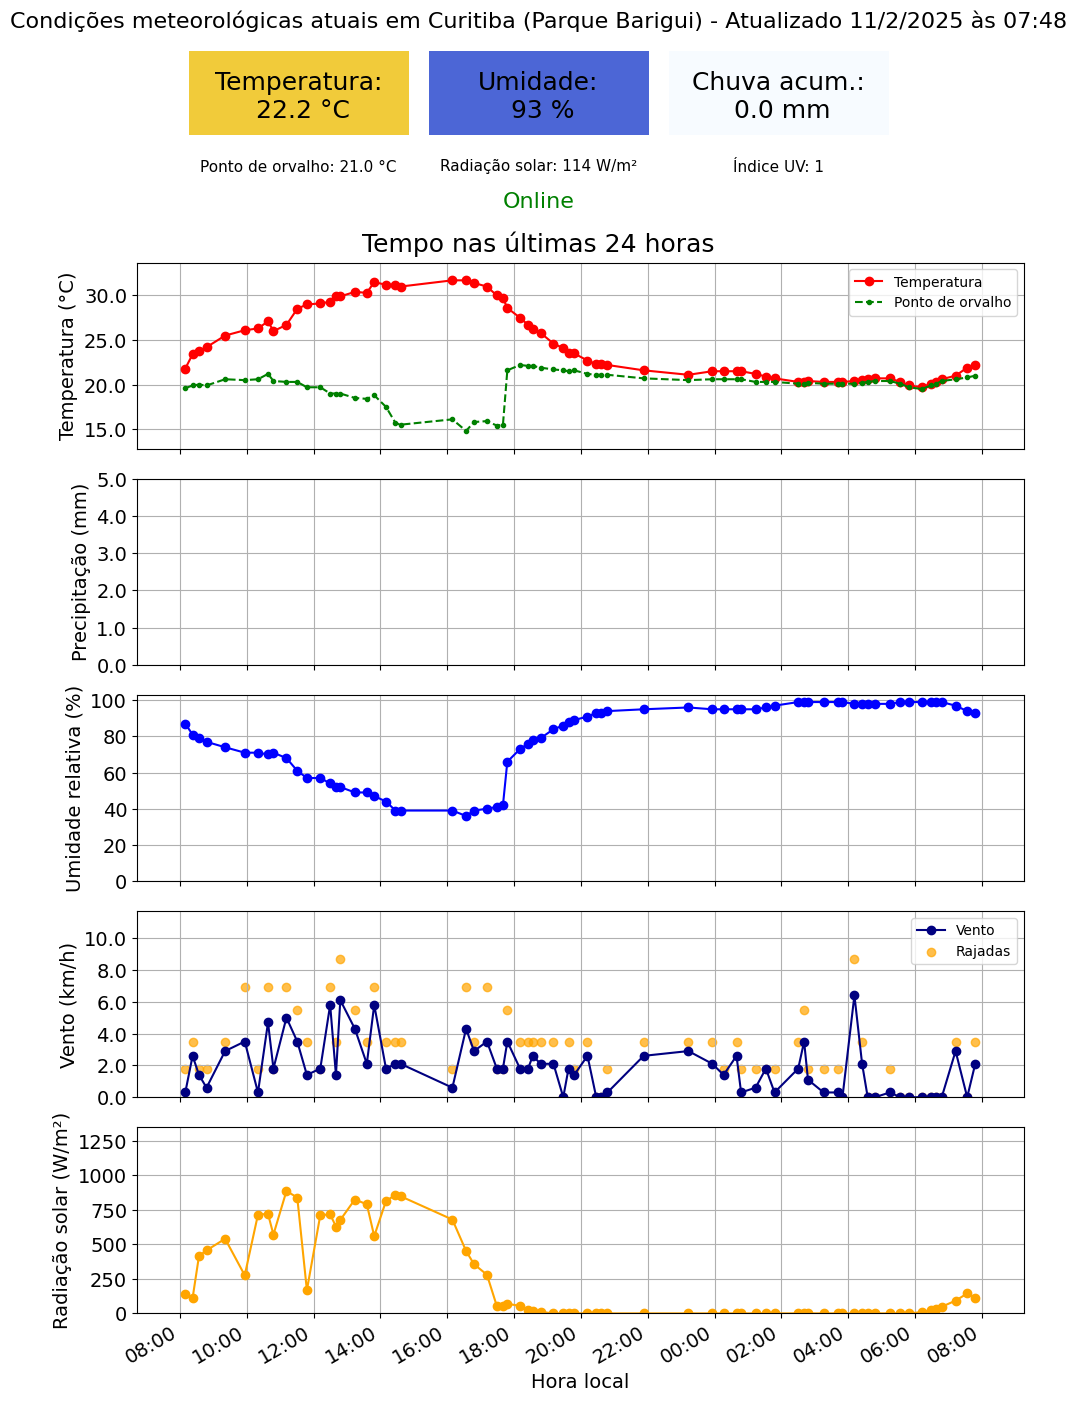 Condições meteorológicas atuais em Curitiba (Parque Barigui) - Atualizado 11/2/2025 às 07:48
Temperatura:
22.2 °C
Umidade:
93 %
Chuva acum.:
0.0 mm
Ponto de orvalho: 21.0 °C
Radiação solar: 114 W/m²
Índice UV: 1
Online
Tempo nas últimas 24 horas
Temperatura (°C)
30.0
25.0
20.0
15.0
Temperatura
Ponto de orvalho
Precipitação (mm)
5.0
4.0
3.0
2.0
1.0
0.0
Umidade relativa (%)
100
80
60
40
20
0
Vento (km/h)
10.0
8.0
6.0
4.0
2.0
0.0
Vento
Rajadas
Radiação solar (W/m²)
1250
1000
750
500
250
0
08:00
10:00
12:00
14:00
16:00
18:00
20:00
22:00
00:00
02:00
04:00
06:00
08:00
Hora local